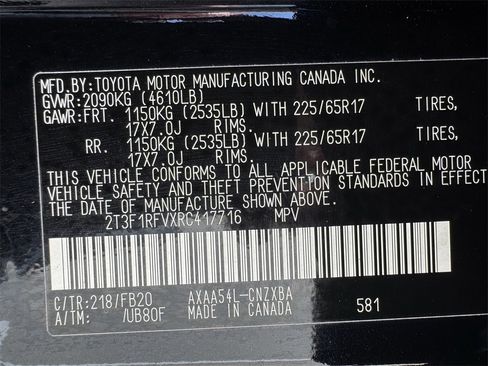 MFD.BY:TOYOTA MOTOR MANUFACTURING CANADA INC.
GVWR:2090KG (4610LB)
GAWR:FRT. 1150KG (2535LB) WITH 225/65R17 TIRES,
17X7.0J RIMS.
RR. 1150KG (2535LB) WITH 225/65R17 TIRES,
17X7.0J RIMS.
THIS VEHICLE CONFORMS TO ALL APPLICABLE FEDERAL MOTOR
VEHICLE SAFETY AND THEFT PREVENTION STANDARDS IN EFFECT
THE DATE OF MANUFACTURE SHOWN ABOVE.
2T3F1RFVXRC417716 MPV
C/TR:218/FB20 AXAA54L-CNZXBA
A/TM: /UB80F MADE IN CANADA 581